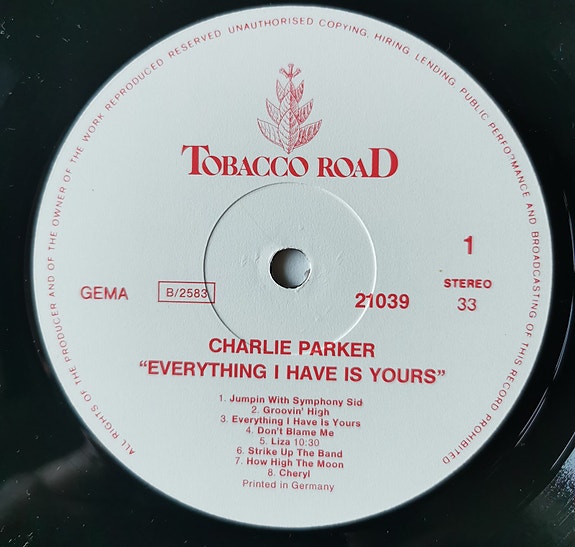 ALL RIGHTS OF THE PRODUCER AND OF THE OWNER OF THE WORK REPRODUCED RESERVED UNAUTHORISED COPYING, HIRING LENDING, PUBLIC PERFORMANCE AND BROADCASTING OF THIS RECORD PROHIBITED
TOBACCO ROAD
1
GEMA B/2583 21039 STEREO
33
CHARLIE PARKER
“EVERYTHING I HAVE IS YOURS”
1. Jumpin With Symphony Sid
2. Groovin' High
3. Everything I Have Is Yours
4. Don't Blame Me
5. Liza 10:30
6. Strike Up The Band
7. How High The Moon
8. Cheryl
Printed in Germany